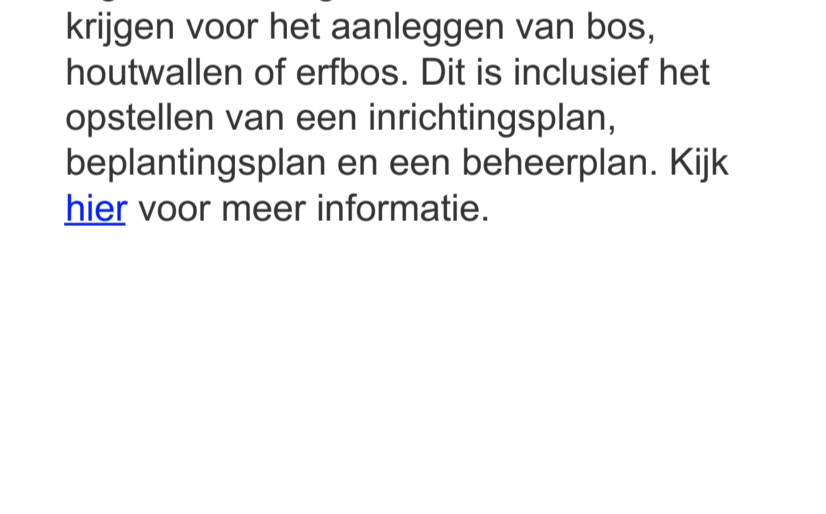 krijgen voor het aanleggen van bos,
houtwallen of erfbos. Dit is inclusief het
opstellen van een inrichtingsplan,
beplantingsplan en een beheerplan. Kijk
hier voor meer informatie.